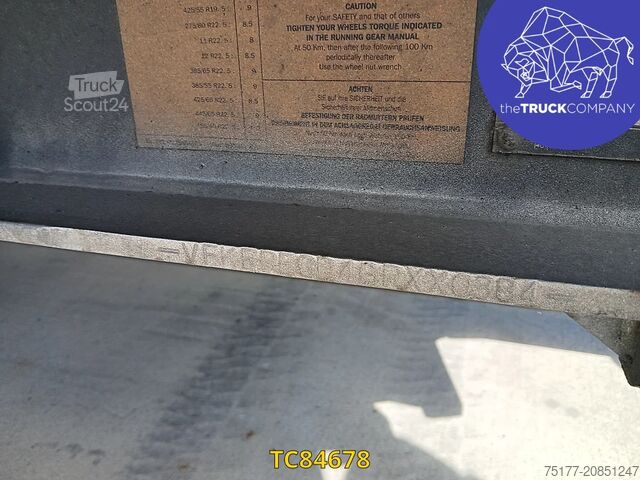 425/55 R19. 5 : 9
275/80 R22. 5 : 8.5
11 R22. 5 : 8
12 R22. 5 : 8.5
385/65 R22. 5 : 9
385/55 R22. 5 : 9
425/65 R22. 5 : 8.5
445/65 R22. 5 : 9
CAUTION
For your SAFETY and that of others
TIGHTEN YOUR WHEELS TORQUE INDICATED
IN THE RUNNING GEAR MANUAL
At 50 Km, then after the following 100 Km
periodically thereafter
Use the wheel nut wrench
ACHTEN
SIE auf Ihre SICHERHEIT und die
Sicherheit Ihrer Mitmenschen
BEFESTIGUNG DER RADMUTTERN PRÜFEN
Truck
Scout24
theTRUCKCOMPANY
TC84678
75177-20851247